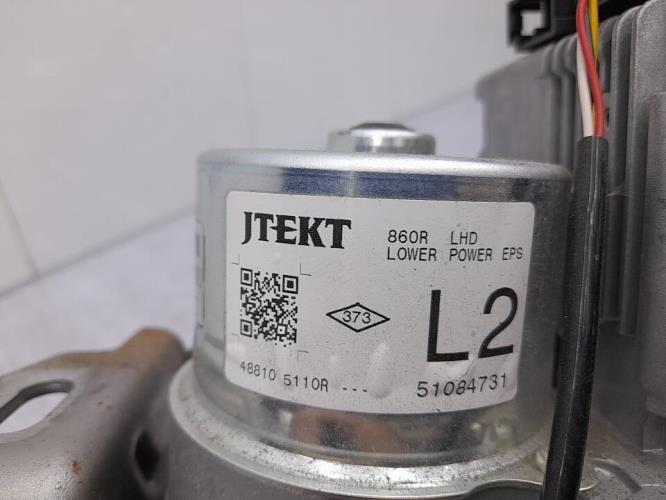 JTEKT
860R LHD
LOWER POWER EPS
373
L2
48810 5110R ---
51084731